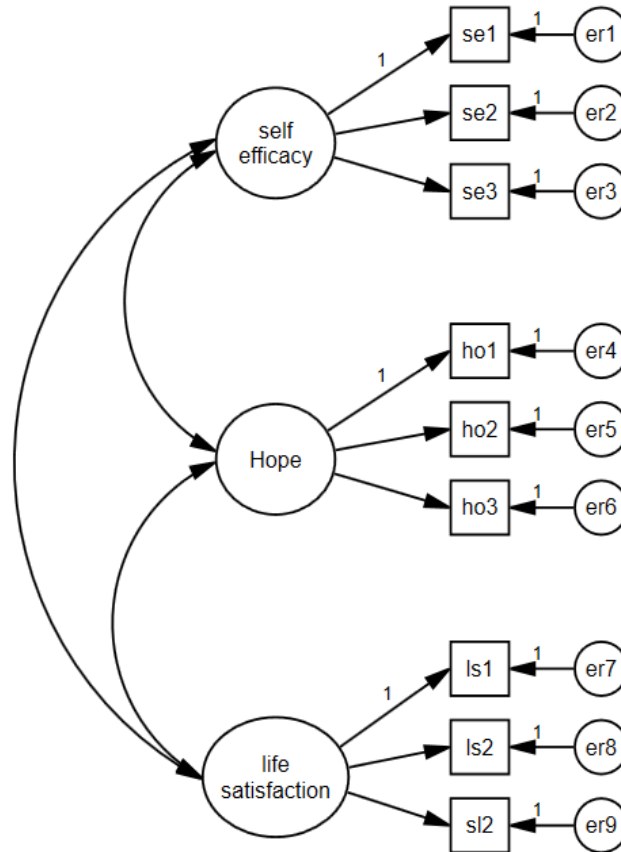 se1
1
er1
1
self
efficacy
se2
1
er2
se3
1
er3
ho1
1
er4
1
Hope
ho2
1
er5
ho3
1
er6
ls1
1
er7
1
life
satisfaction
ls2
1
er8
sl2
1
er9